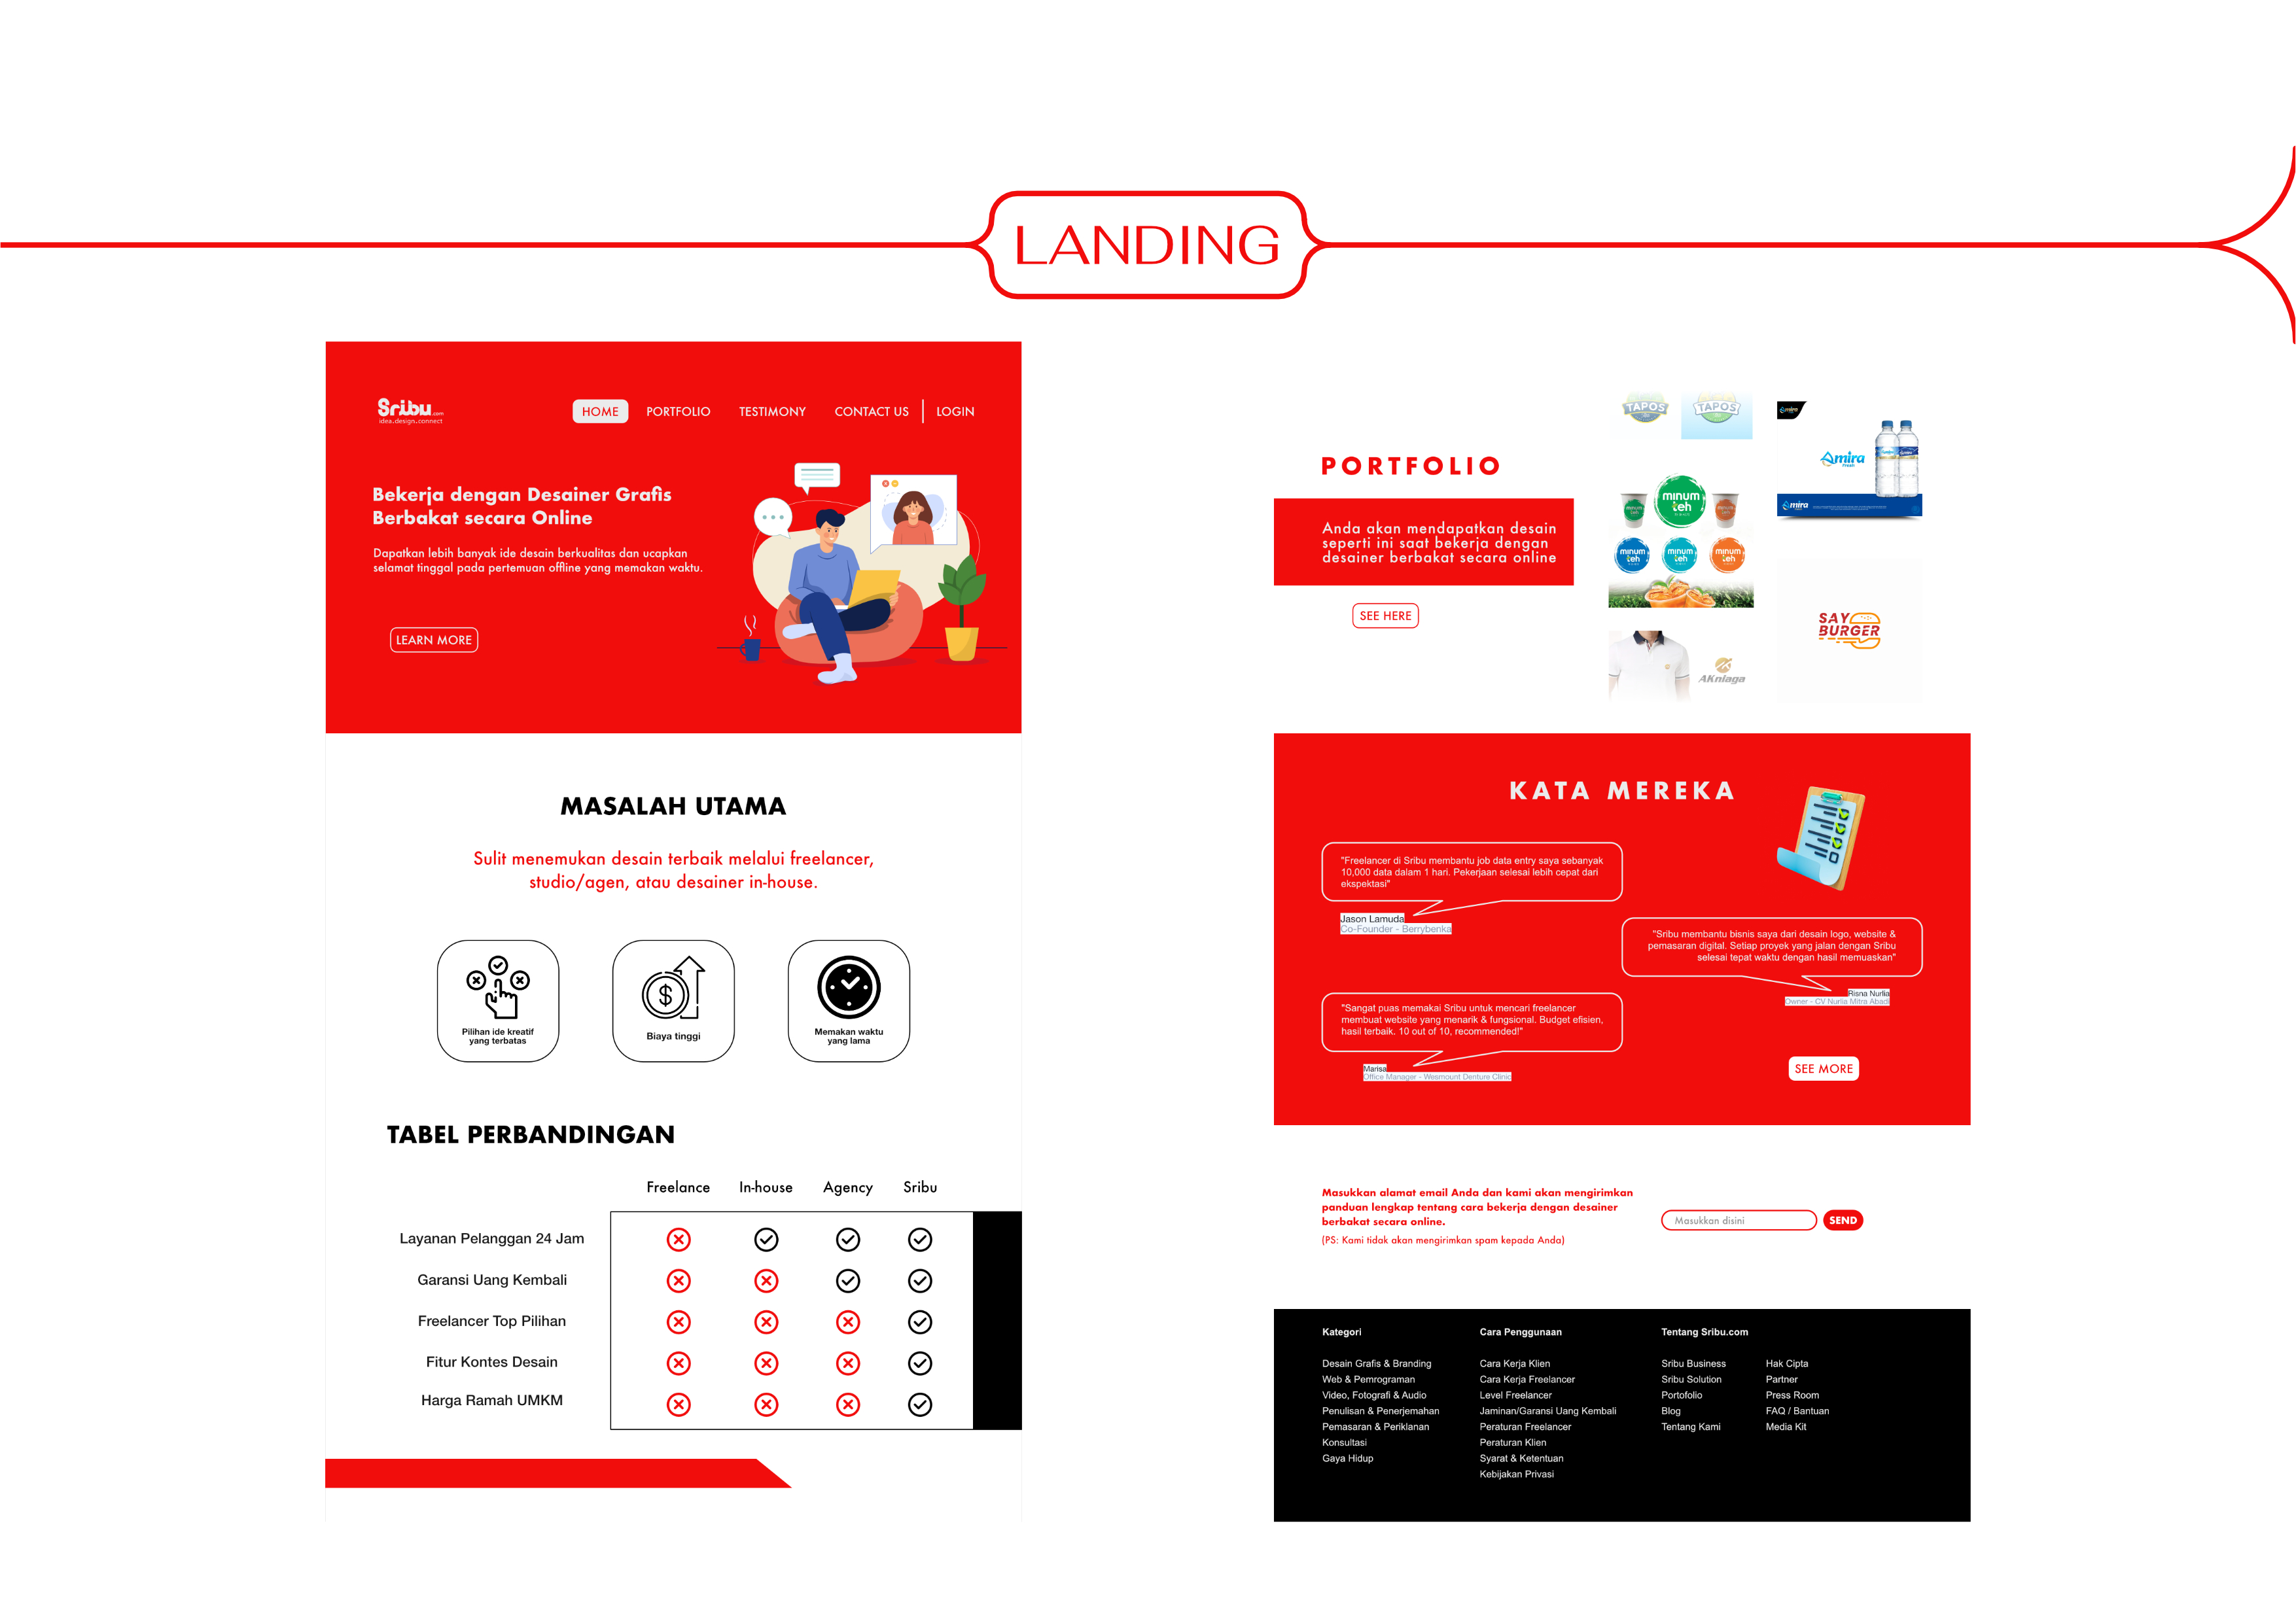 LANDING
Sribu.com
idea.design.connect
HOME
PORTFOLIO
TESTIMONY
CONTACT US
LOGIN
Bekerja dengan Desainer Grafis
Berbakat secara Online
Dapatkan lebih banyak ide desain berkualitas dan ucapkan
selamat tinggal pada pertemuan offline yang memakan waktu.
LEARN MORE
MASALAH UTAMA
Sulit menemukan desain terbaik melalui freelancer,
studio/agen, atau desainer in-house.
Pilihan ide kreatif
yang terbatas
Biaya tinggi
Memakan waktu
yang lama
TABEL PERBANDINGAN
Freelance In-house Agency Sribu
Layanan Pelanggan 24 Jam
Garansi Uang Kembali
Freelancer Top Pilihan
Fitur Kontes Desain
Harga Ramah UMKM
PORTFOLIO
Anda akan mendapatkan desain
seperti ini saat bekerja dengan
desainer berbakat secara online
SEE HERE
TAPOS
TAPOS
minum
teh
minum
teh
minum
teh
minum
teh
minum
teh
minum
teh
AKniaga
amira
amira
Fresh
amira
SAY
BURGER
KATA MEREKA
"Freelancer di Sribu membantu job data entry saya sebanyak
10,000 data dalam 1 hari. Pekerjaan selesai lebih cepat dari
ekspektasi"
Jason Lamuda
Co-Founder - Berrybenka
"Sribu membantu bisnis saya dari desain logo, website &
pemasaran digital. Setiap proyek yang jalan dengan Sribu
selesai tepat waktu dengan hasil memuaskan"
Risna Nurlia
Owner - CV Nurlia Mitra Abadi
"Sangat puas memakai Sribu untuk mencari freelancer
membuat website yang menarik & fungsional. Budget efisien,
hasil terbaik. 10 out of 10, recommended!"
Marisa
Office Manager - Wesmount Denture Clinic
SEE MORE
Masukkan alamat email Anda dan kami akan mengirimkan
panduan lengkap tentang cara bekerja dengan desainer
berbakat secara online.
(PS: Kami tidak akan mengirimkan spam kepada Anda)
Masukkan disini
SEND
Kategori
Desain Grafis & Branding
Web & Pemrograman
Video, Fotografi & Audio
Penulisan & Penerjemahan
Pemasaran & Periklanan
Konsultasi
Gaya Hidup
Cara Penggunaan
Cara Kerja Klien
Cara Kerja Freelancer
Level Freelancer
Jaminan/Garansi Uang Kembali
Peraturan Freelancer
Peraturan Klien
Syarat & Ketentuan
Kebijakan Privasi
Tentang Sribu.com
Sribu Business
Sribu Solution
Portofolio
Blog
Tentang Kami
Hak Cipta
Partner
Press Room
FAQ / Bantuan
Media Kit